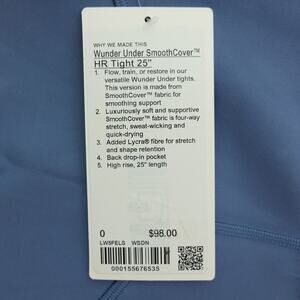 WHY WE MADE THIS
Wunder Under SmoothCover™
HR Tight 25"
1. Flow, train, or restore in our
versatile Wunder Under tights.
This version is made from
SmoothCover™ fabric for
smoothing support
2. Luxuriously soft and supportive
SmoothCover™ fabric is four-way
stretch, sweat-wicking and
quick-drying
3. Added Lycra® fibre for stretch
and shape retention
4. Back drop-in pocket
5. High rise, 25" length
0 $98.00
LW5FELS WSDN
000155676535